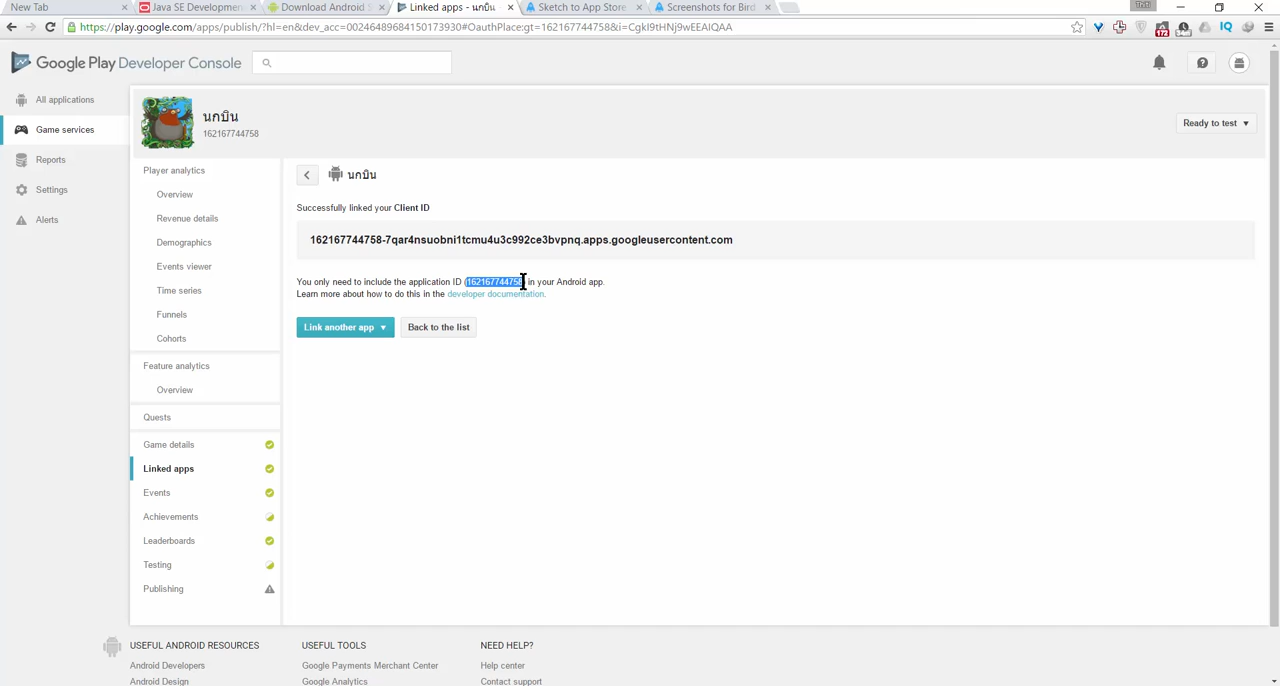 New Tab
Java SE Developmen
Download Android S
Linked apps - นกบิน
Sketch to App Store
Screenshots for Bird
TháTi
https://play.google.com/apps/publish/?hl=en&dev_acc=00246489684150173930#OauthPlace:gt=162167744758&i=CgkI9tHNj9wEEAIQAA
172
IQ
Google Play Developer Console
All applications
Game services
Reports
Settings
Alerts
นกบิน
162167744758
Ready to test
Player analytics
Overview
Revenue details
Demographics
Events viewer
Time series
Funnels
Cohorts
Feature analytics
Overview
Quests
Game details
Linked apps
Events
Achievements
Leaderboards
Testing
Publishing
นกบิน
Successfully linked your Client ID
162167744758-7qar4nsuobni1tcmu4u3c992ce3bvpnq.apps.googleusercontent.com
You only need to include the application ID (162167744758) in your Android app.
Learn more about how to do this in the developer documentation.
Link another app
Back to the list
USEFUL ANDROID RESOURCES
Android Developers
Android Design
USEFUL TOOLS
Google Payments Merchant Center
Google Analytics
NEED HELP?
Help center
Contact support